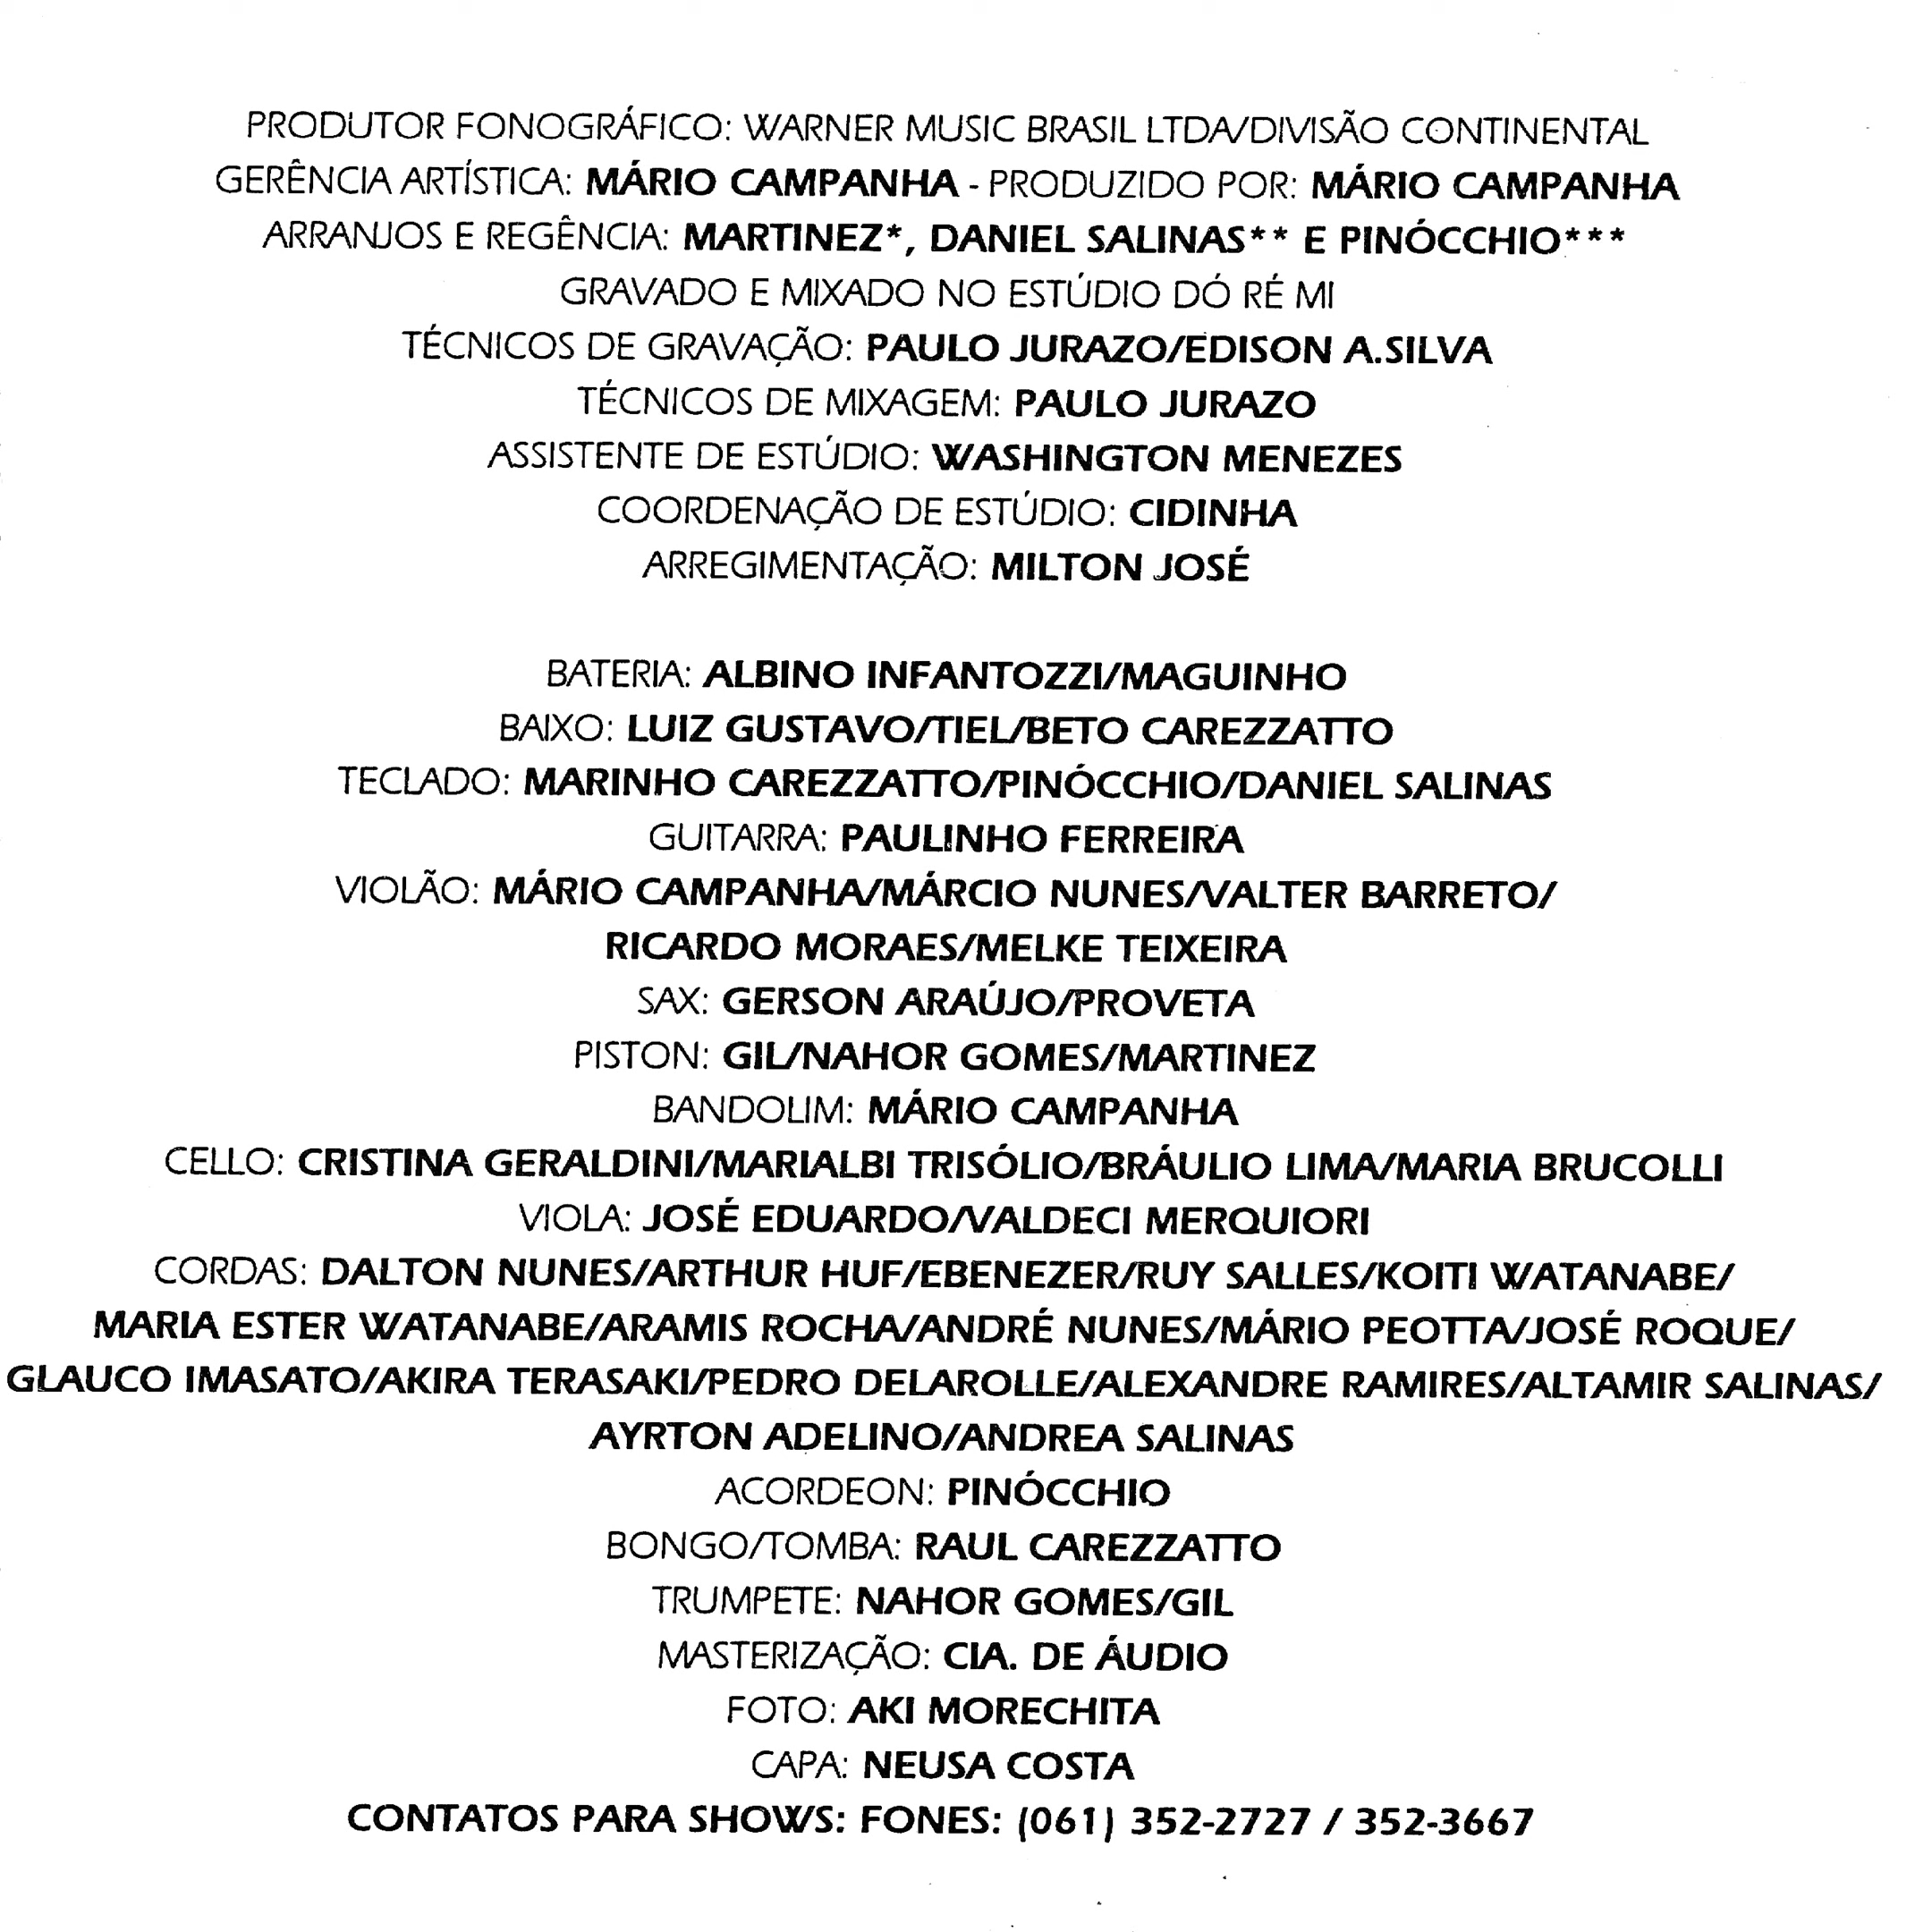 PRODUTOR FONOGRÁFICO: WARNER MUSIC BRASIL LTDA/DIVISÃO CONTINENTAL
GERÊNCIA ARTÍSTICA: MÁRIO CAMPANHA - PRODUZIDO POR: MÁRIO CAMPANHA
ARRANJOS E REGÊNCIA: MARTINEZ*, DANIEL SALINAS** E PINÓCCHIO***
GRAVADO E MIXADO NO ESTÚDIO DÓ RÉ MI
TÉCNICOS DE GRAVAÇÃO: PAULO JURAZO/EDISON A.SILVA
TÉCNICOS DE MIXAGEM: PAULO JURAZO
ASSISTENTE DE ESTÚDIO: WASHINGTON MENEZES
COORDENAÇÃO DE ESTÚDIO: CIDINHA
ARREGIMENTAÇÃO: MILTON JOSÉ
BATERIA: ALBINO INFANTOZZI/MAGUINHO
BAIXO: LUIZ GUSTAVO/TIEL/BETO CAREZZATTO
TECLADO: MARINHO CAREZZATTO/PINÓCCHIO/DANIEL SALINAS
GUITARRA: PAULINHO FERREIRA
VIOLÃO: MÁRIO CAMPANHA/MÁRCIO NUNES/VALTER BARRETO/
RICARDO MORAES/MELKE TEIXEIRA
SAX: GERSON ARAÚJO/PROVETA
PISTON: GIL/NAHOR GOMES/MARTINEZ
BANDOLIM: MÁRIO CAMPANHA
CELLO: CRISTINA GERALDINI/MARIALBI TRISÓLIO/BRÁULIO LIMA/MARIA BRUCOLLI
VIOLA: JOSÉ EDUARDO/VALDECI MERQUIORI
CORDAS: DALTON NUNES/ARTHUR HUF/EBENEZER/RUY SALLES/KOITI WATANABE/
MARIA ESTER WATANABE/ARAMIS ROCHA/ANDRÉ NUNES/MÁRIO PEOTTA/JOSÉ ROQUE/
GLAUCO IMASATO/AKIRA TERASAKI/PEDRO DELAROLLE/ALEXANDRE RAMIRES/ALTAMIR SALINAS/
AYRTON ADELINO/ANDREA SALINAS
ACORDEON: PINÓCCHIO
BONGO/TOMBA: RAUL CAREZZATTO
TRUMPETE: NAHOR GOMES/GIL
MASTERIZAÇÃO: CIA. DE ÁUDIO
FOTO: AKI MORECHITA
CAPA: NEUSA COSTA
CONTATOS PARA SHOWS: FONES: (061) 352-2727 / 352-3667